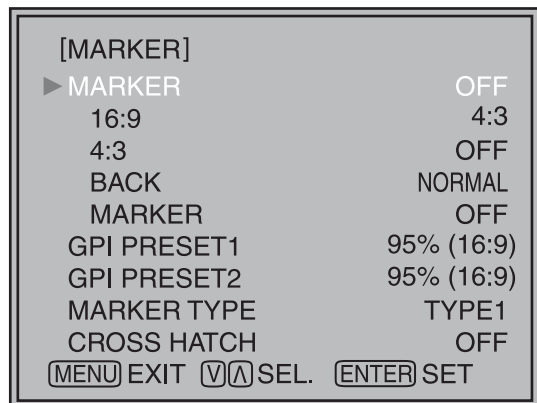 [MARKER]
MARKER OFF
16:9 4:3
4:3 OFF
BACK NORMAL
MARKER OFF
GPI PRESET1 95% (16:9)
GPI PRESET2 95% (16:9)
MARKER TYPE TYPE1
CROSS HATCH OFF
MENU EXIT V Λ SEL. ENTER SET